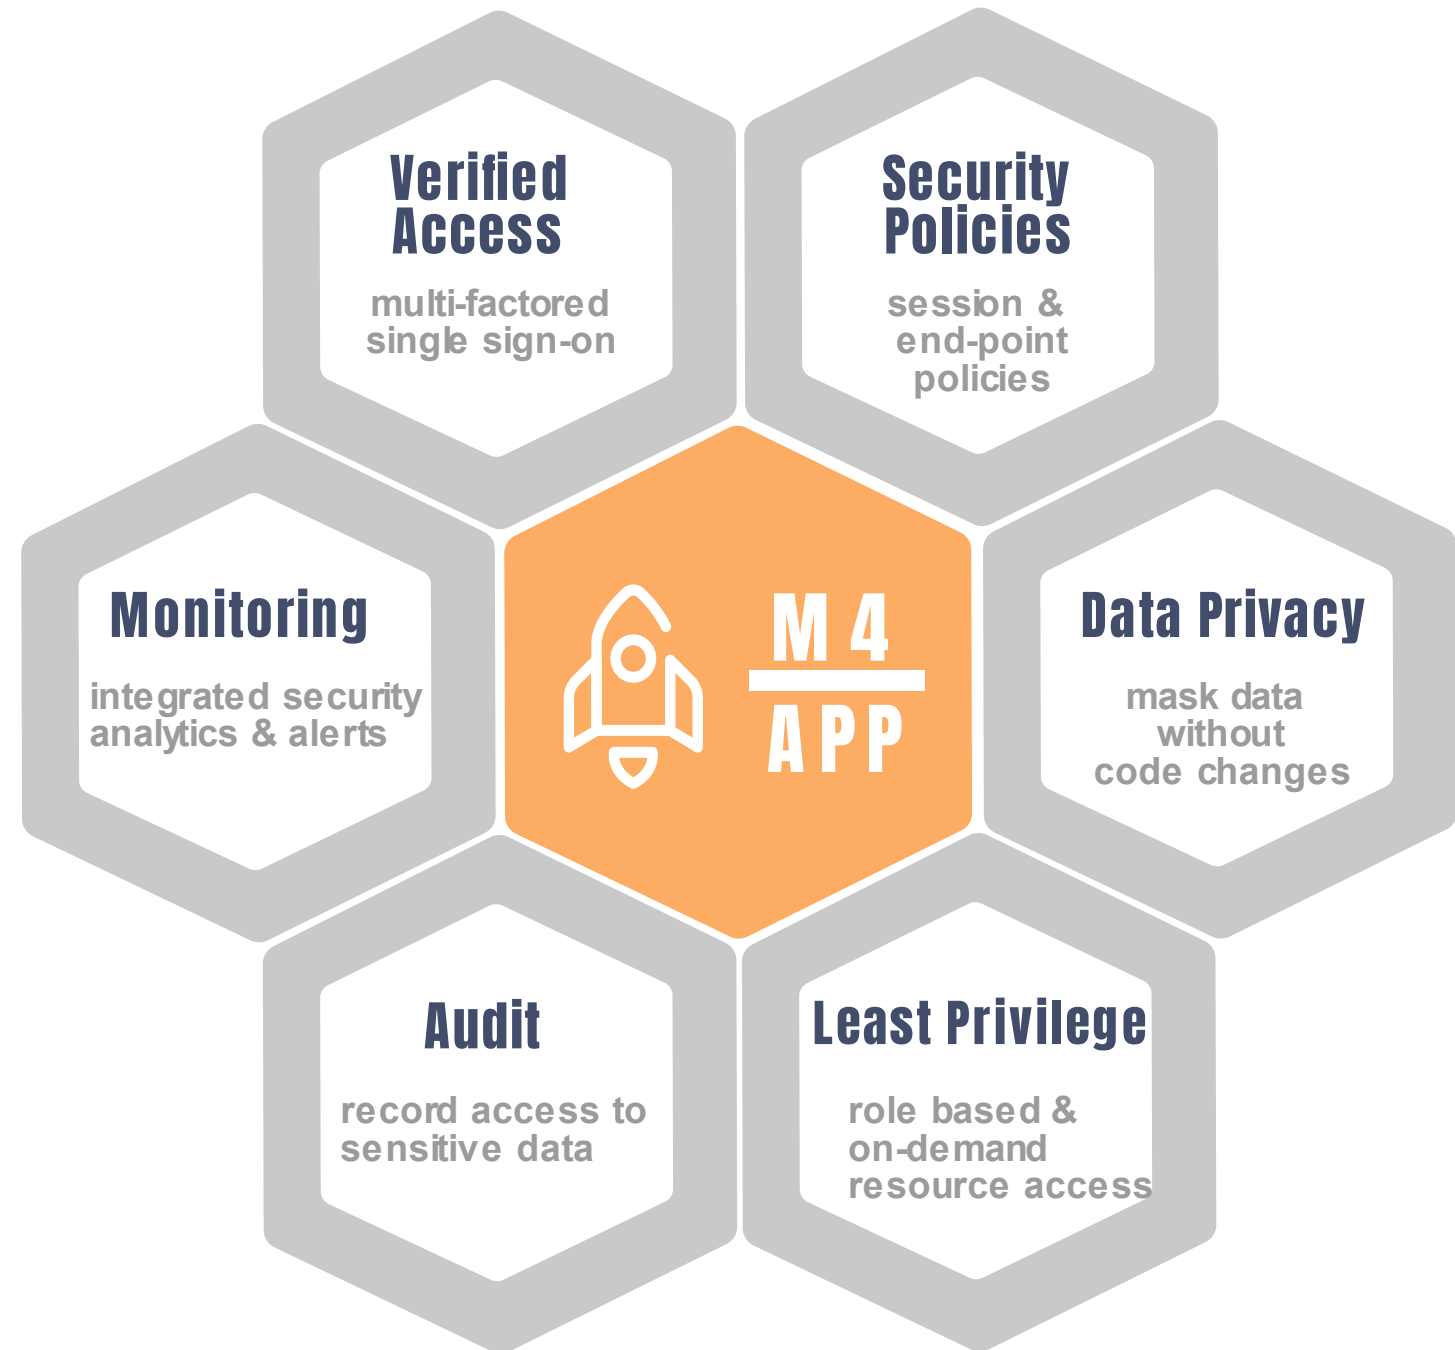 Verified
Access
multi-factored
single sign-on
Security
Policies
session &
end-point
policies
Monitoring
integrated security
analytics & alerts
M4
APP
Data Privacy
mask data
without
code changes
Audit
record access to
sensitive data
Least Privilege
role based &
on-demand
resource access